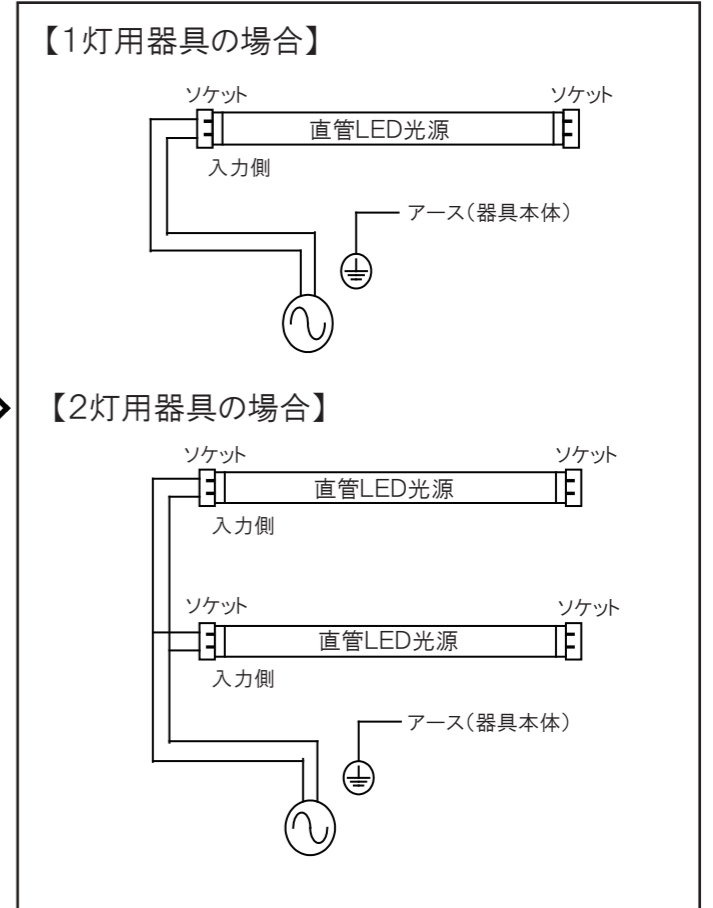 【1灯用器具の場合】
ソケット
ソケット
直管LED光源
入力側
アース(器具本体)
【2灯用器具の場合】
ソケット
ソケット
直管LED光源
入力側
ソケット
ソケット
直管LED光源
入力側
アース(器具本体)